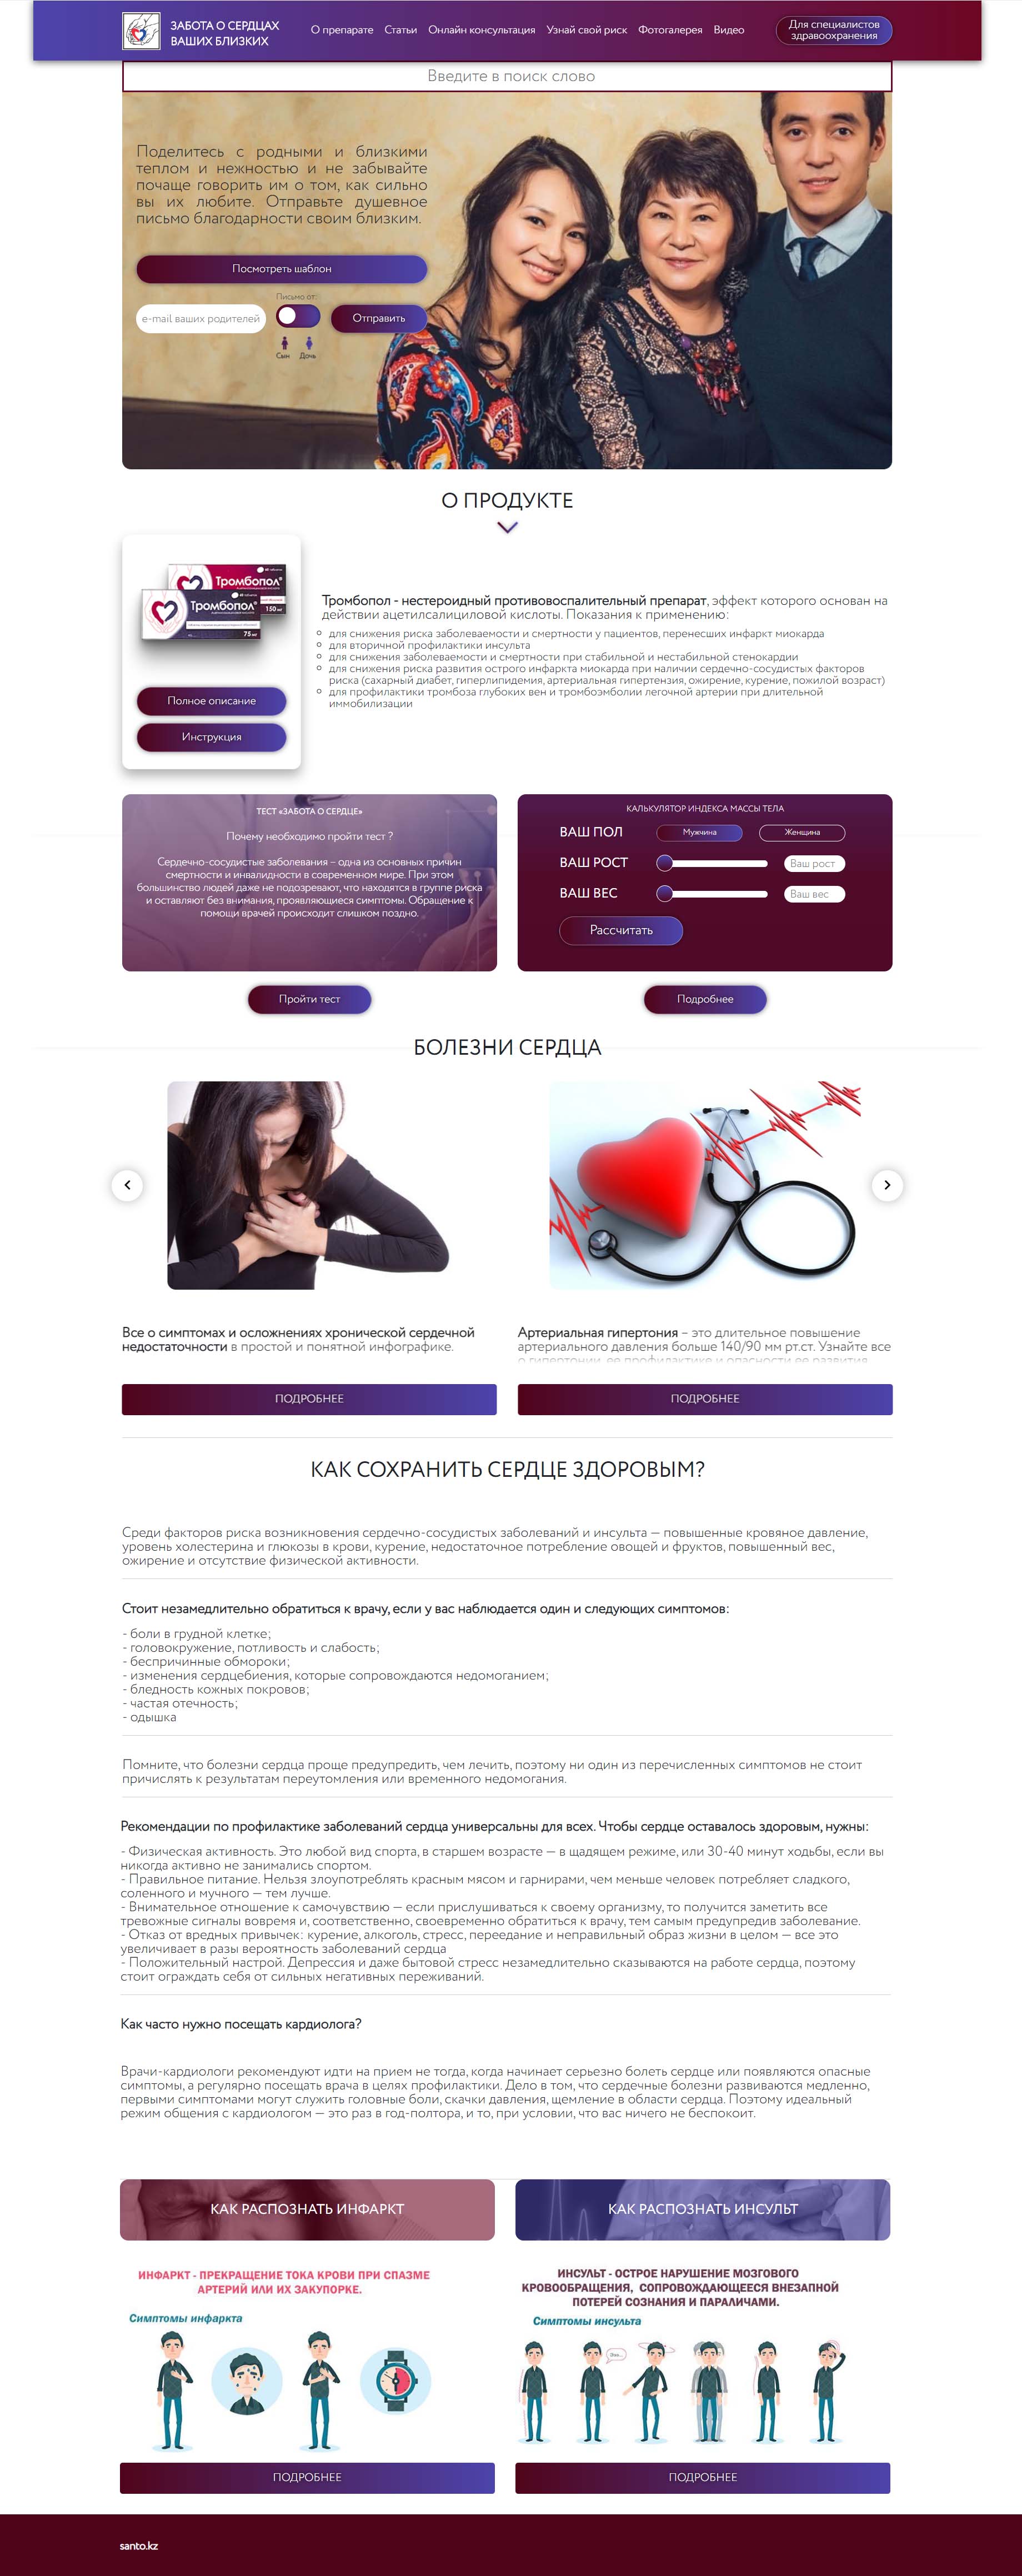 ЗАБОТА О СЕРДЦАХ
ВАШИХ БЛИЗКИХ
О препарате Статьи Онлайн консультация Узнай свой риск Фотогалерея Видео
Для специалистов
здравоохранения
Введите в поиск слово
Поделитесь с родными и близкими
теплом и нежностью и не забывайте
почаще говорить им о том, как сильно
вы их любите. Отправьте душевное
письмо благодарности своим близким.
Посмотреть шаблон
Письмо от:
e-mail ваших родителей
Отправить
Сын Дочь
О ПРОДУКТЕ
Тромбопол®
150 мг
Тромбопол®
75 мг
Полное описание
Инструкция
Тромбопол - нестероидный противовоспалительный препарат, эффект которого основан на
действии ацетилсалициловой кислоты. Показания к применению:
для снижения риска заболеваемости и смертности у пациентов, перенесших инфаркт миокарда
для вторичной профилактики инсульта
для снижения заболеваемости и смертности при стабильной и нестабильной стенокардии
для снижения риска развития острого инфаркта миокарда при наличии сердечно-сосудистых факторов
риска (сахарный диабет, гиперлипидемия, артериальная гипертензия, ожирение, курение, пожилой возраст)
для профилактики тромбоза глубоких вен и тромбоэмболии легочной артерии при длительной
иммобилизации
ТЕСТ «ЗАБОТА О СЕРДЦЕ»
Почему необходимо пройти тест ?
Сердечно-сосудистые заболевания – одна из основных причин
смертности и инвалидности в современном мире. При этом
большинство людей даже не подозревают, что находятся в группе риска
и оставляют без внимания, проявляющиеся симптомы. Обращение к
помощи врачей происходит слишком поздно.
Пройти тест
КАЛЬКУЛЯТОР ИНДЕКСА МАССЫ ТЕЛА
ВАШ ПОЛ Мужчина Женщина
ВАШ РОСТ Ваш рост
ВАШ ВЕС Ваш вес
Рассчитать
Подробнее
БОЛЕЗНИ СЕРДЦА
Все о симптомах и осложнениях хронической сердечной
недостаточности в простой и понятной инфографике.
ПОДРОБНЕЕ
Артериальная гипертония – это длительное повышение
артериального давления больше 140/90 мм рт.ст. Узнайте все
о гипертонии, ее профилактике и опасности ее развития
ПОДРОБНЕЕ
КАК СОХРАНИТЬ СЕРДЦЕ ЗДОРОВЫМ?
Среди факторов риска возникновения сердечно-сосудистых заболеваний и инсульта — повышенные кровяное давление,
уровень холестерина и глюкозы в крови, курение, недостаточное потребление овощей и фруктов, повышенный вес,
ожирение и отсутствие физической активности.
Стоит незамедлительно обратиться к врачу, если у вас наблюдается один и следующих симптомов:
- боли в грудной клетке;
- головокружение, потливость и слабость;
- беспричинные обмороки;
- изменения сердцебиения, которые сопровождаются недомоганием;
- бледность кожных покровов;
- частая отечность;
- одышка
Помните, что болезни сердца проще предупредить, чем лечить, поэтому ни один из перечисленных симптомов не стоит
причислять к результатам переутомления или временного недомогания.
Рекомендации по профилактике заболеваний сердца универсальны для всех. Чтобы сердце оставалось здоровым, нужны:
- Физическая активность. Это любой вид спорта, в старшем возрасте — в щадящем режиме, или 30-40 минут ходьбы, если вы
никогда активно не занимались спортом.
- Правильное питание. Нельзя злоупотреблять красным мясом и гарнирами, чем меньше человек потребляет сладкого,
соленного и мучного — тем лучше.
- Внимательное отношение к самочувствию — если прислушиваться к своему организму, то получится заметить все
тревожные сигналы вовремя и, соответственно, своевременно обратиться к врачу, тем самым предупредив заболевание.
- Отказ от вредных привычек: курение, алкоголь, стресс, переедание и неправильный образ жизни в целом — все это
увеличивает в разы вероятность заболеваний сердца
- Положительный настрой. Депрессия и даже бытовой стресс незамедлительно сказываются на работе сердца, поэтому
стоит ограждать себя от сильных негативных переживаний.
Как часто нужно посещать кардиолога?
Врачи-кардиологи рекомендуют идти на прием не тогда, когда начинает серьезно болеть сердце или появляются опасные
симптомы, а регулярно посещать врача в целях профилактики. Дело в том, что сердечные болезни развиваются медленно,
первыми симптомами могут служить головные боли, скачки давления, щемление в области сердца. Поэтому идеальный
режим общения с кардиологом — это раз в год-полтора, и то, при условии, что вас ничего не беспокоит.
КАК РАСПОЗНАТЬ ИНФАРКТ
ИНФАРКТ - ПРЕКРАЩЕНИЕ ТОКА КРОВИ ПРИ СПАЗМЕ
АРТЕРИЙ ИЛИ ИХ ЗАКУПОРКЕ.
Симптомы инфаркта
ПОДРОБНЕЕ
КАК РАСПОЗНАТЬ ИНСУЛЬТ
ИНСУЛЬТ - ОСТРОЕ НАРУШЕНИЕ МОЗГОВОГО
КРОВООБРАЩЕНИЯ, СОПРОВОЖДАЮЩЕЕСЯ ВНЕЗАПНОЙ
ПОТЕРЕЙ СОЗНАНИЯ И ПАРАЛИЧАМИ.
Симптомы инсульта
ПОДРОБНЕЕ
santo.kz